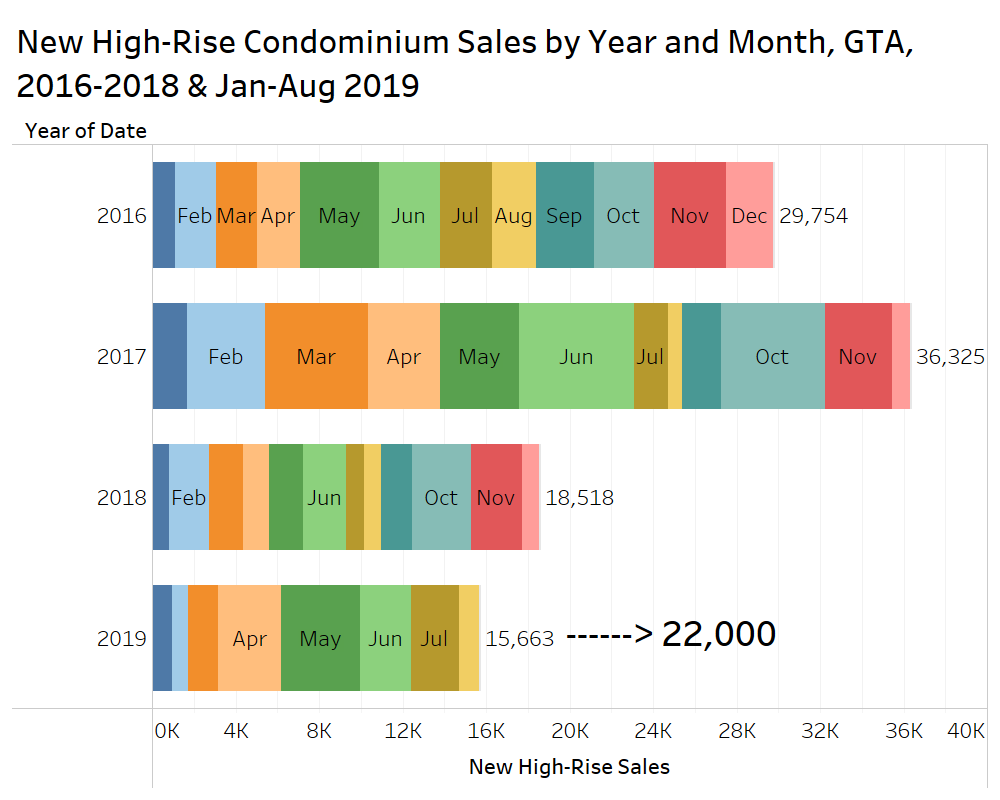 New High-Rise Condominium Sales by Year and Month, GTA,
2016-2018 & Jan-Aug 2019
Year of Date
2016 Feb Mar Apr May Jun Jul Aug Sep Oct Nov Dec 29,754
2017 Feb Mar Apr May Jun Jul Oct Nov 36,325
2018 Feb Jun Oct Nov 18,518
2019 Apr May Jun Jul 15,663 ------> 22,000
0K 4K 8K 12K 16K 20K 24K 28K 32K 36K 40K
New High-Rise Sales